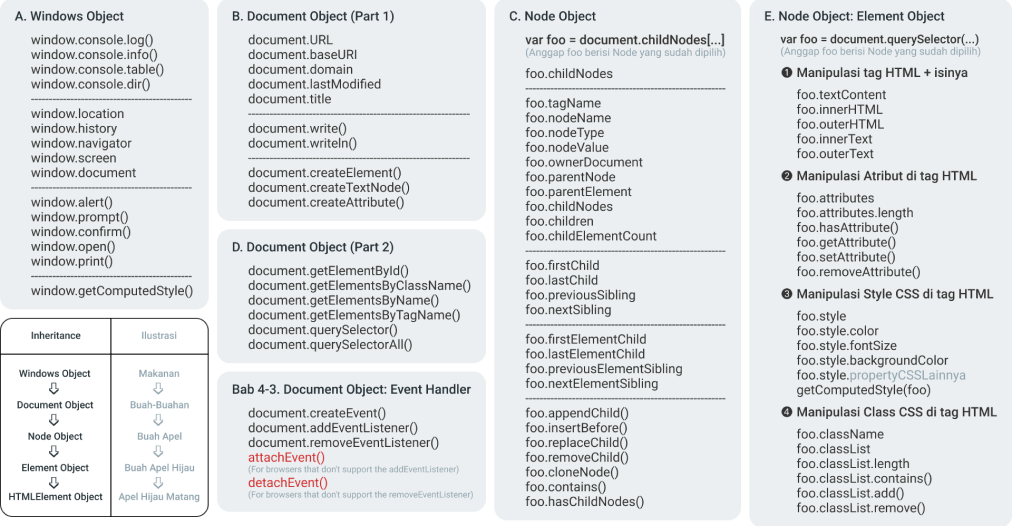 A. Windows Object
window.console.log()
window.console.info()
window.console.table()
window.console.dir()
window.location
window.history
window.navigator
window.screen
window.document
window.alert()
window.prompt()
window.confirm()
window.open()
window.print()
window.getComputedStyle()
Inheritance Ilustrasi
Windows Object Makanan
Document Object Buah-Buahan
Node Object Buah Apel
Element Object Buah Apel Hijau
HTMLElement Object Apel Hijau Matang
B. Document Object (Part 1)
document.URL
document.baseURI
document.domain
document.lastModified
document.title
document.write()
document.writeln()
document.createElement()
document.createTextNode()
document.createAttribute()
D. Document Object (Part 2)
document.getElementById()
document.getElementsByClassName()
document.getElementsByName()
document.getElementsByTagName()
document.querySelector()
document.querySelectorAll()
Bab 4-3. Document Object: Event Handler
document.createEvent()
document.addEventListener()
document.removeEventListener()
attachEvent()
(For browsers that don't support the addEventListener)
detachEvent()
(For browsers that don't support the removeEventListener)
C. Node Object
var foo = document.childNodes[...]
(Anggap foo berisi Node yang sudah dipilih)
foo.childNodes
foo.tagName
foo.nodeName
foo.nodeType
foo.nodeValue
foo.ownerDocument
foo.parentNode
foo.parentElement
foo.childNodes
foo.children
foo.childElementCount
foo.firstChild
foo.lastChild
foo.previousSibling
foo.nextSibling
foo.firstElementChild
foo.lastElementChild
foo.previousElementSibling
foo.nextElementSibling
foo.appendChild()
foo.insertBefore()
foo.replaceChild()
foo.removeChild()
foo.cloneNode()
foo.contains()
foo.hasChildNodes()
E. Node Object: Element Object
var foo = document.querySelector(...)
(Anggap foo berisi Node yang sudah dipilih)
❶ Manipulasi tag HTML + isinya
foo.textContent
foo.innerHTML
foo.outerHTML
foo.innerText
foo.outerText
❷ Manipulasi Atribut di tag HTML
foo.attributes
foo.attributes.length
foo.hasAttribute()
foo.getAttribute()
foo.setAttribute()
foo.removeAttribute()
❸ Manipulasi Style CSS di tag HTML
foo.style
foo.style.color
foo.style.fontSize
foo.style.backgroundColor
foo.style.propertyCSSLainnya
getComputedStyle(foo)
❹ Manipulasi Class CSS di tag HTML
foo.className
foo.classList
foo.classList.length
foo.classList.contains()
foo.classList.add()
foo.classList.remove()